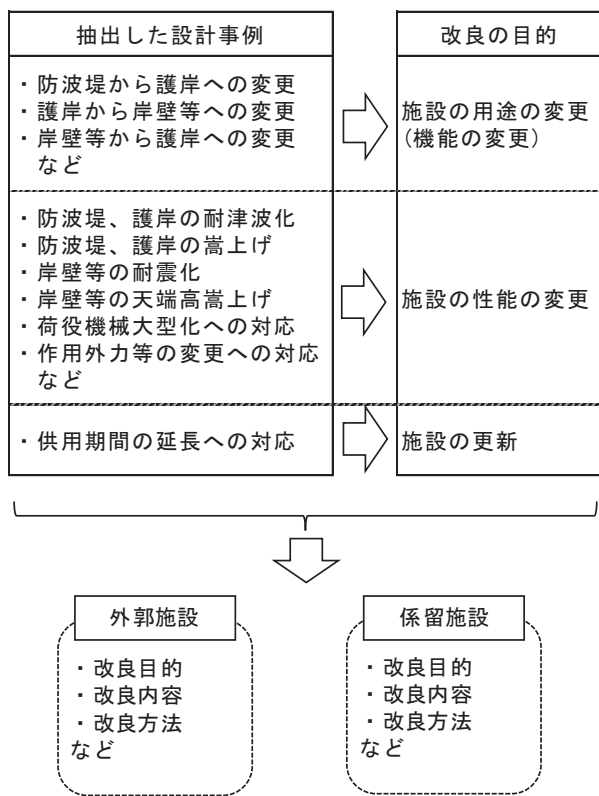 抽出した設計事例
改良の目的
・防波堤から護岸への変更
・護岸から岸壁等への変更
・岸壁等から護岸への変更
など
施設の用途の変更
(機能の変更)
・防波堤、護岸の耐津波化
・防波堤、護岸の嵩上げ
・岸壁等の耐震化
・岸壁等の天端高嵩上げ
・荷役機械大型化への対応
・作用外力等の変更への対応
など
施設の性能の変更
・供用期間の延長への対応
施設の更新
外郭施設
・改良目的
・改良内容
・改良方法
など
係留施設
・改良目的
・改良内容
・改良方法
など